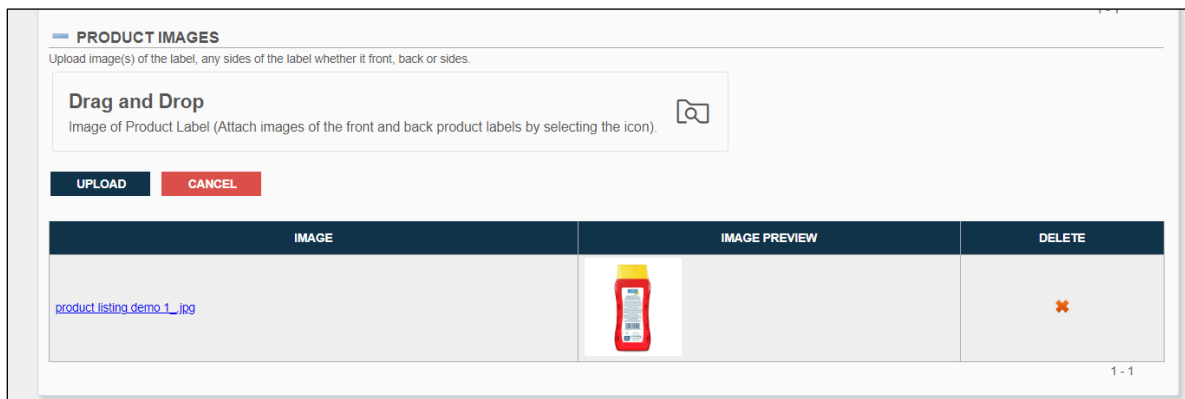 PRODUCT IMAGES
Upload image(s) of the label, any sides of the label whether it front, back or sides.
Drag and Drop
Image of Product Label (Attach images of the front and back product labels by selecting the icon).
UPLOAD CANCEL
IMAGE IMAGE PREVIEW DELETE
product listing demo 1_.jpg
1 - 1